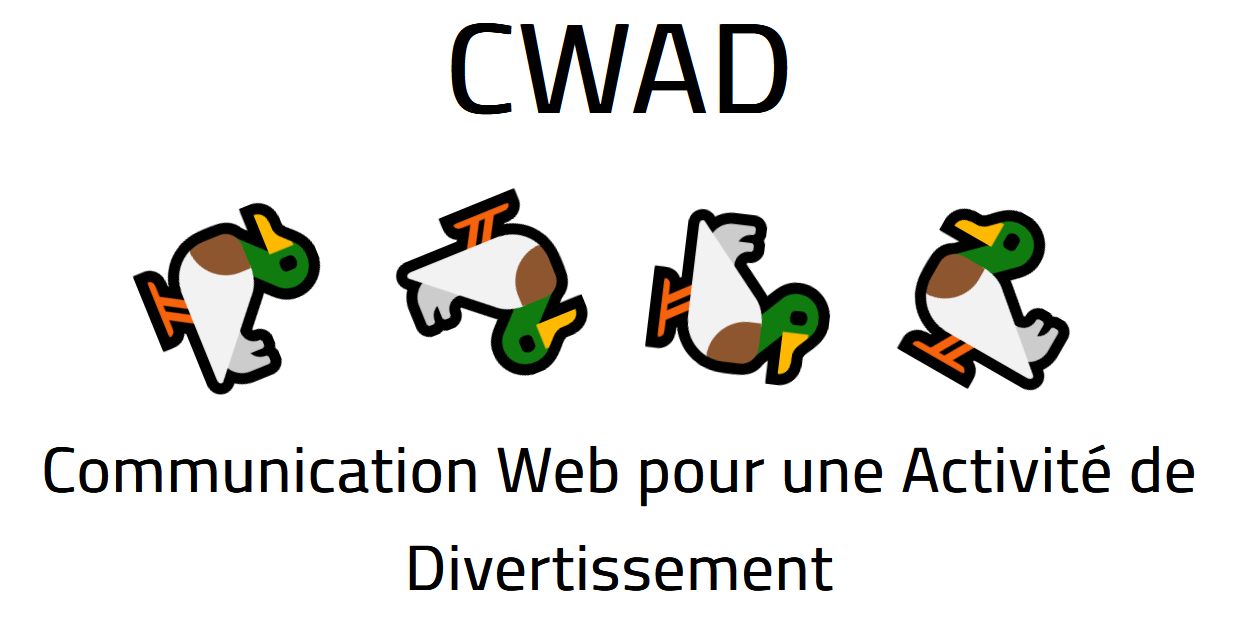 CWAD
Communication Web pour une Activité de
Divertissement